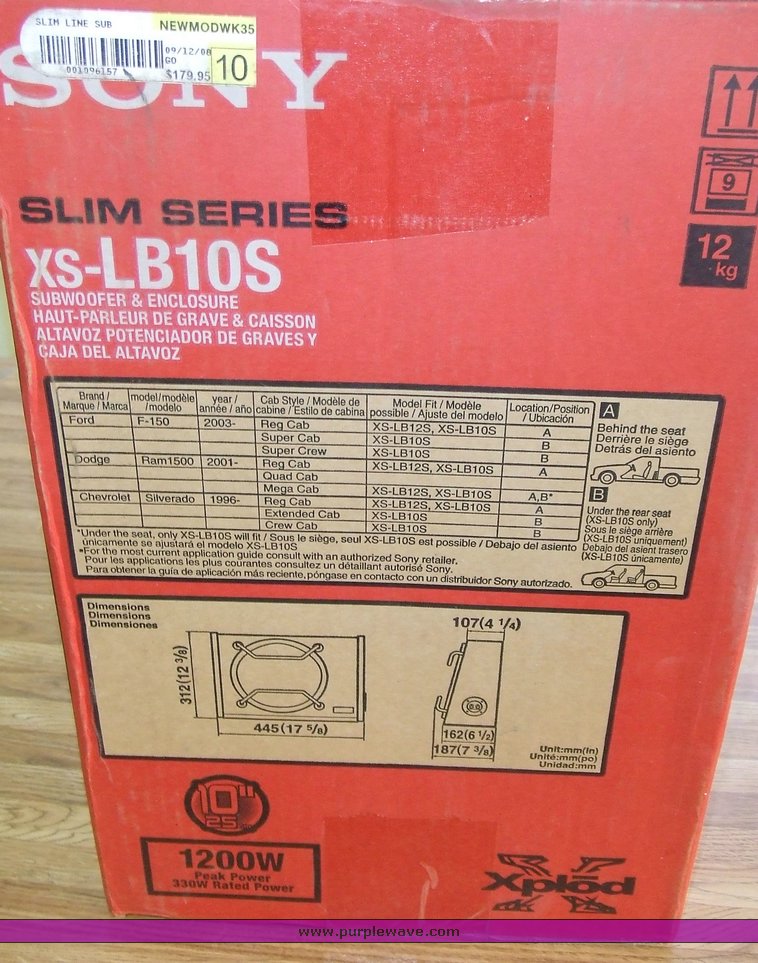 SLIM LINE SUB
NEWMODWK35
09/12/08
GO
001096157
$179.95
10
SONY
9
12
kg
SLIM SERIES
XS-LB10S
SUBWOOFER & ENCLOSURE
HAUT-PARLEUR DE GRAVE & CAISSON
ALTAVOZ POTENCIADOR DE GRAVES Y
CAJA DEL ALTAVOZ
Brand / Marque / Marca model/modèle /modelo year / année / año Cab Style / Modèle de cabine / Estilo de cabina Model Fit / Modèle possible / Ajuste del modelo Location/Position / Ubicación
Ford F-150 2003- Reg Cab XS-LB12S, XS-LB10S A
Super Cab XS-LB10S B
Super Crew XS-LB10S B
Dodge Ram1500 2001- Reg Cab XS-LB12S, XS-LB10S A
Quad Cab
Mega Cab XS-LB12S, XS-LB10S A,B*
Chevrolet Silverado 1996- Reg Cab XS-LB12S, XS-LB10S A
Extended Cab XS-LB10S B
Crew Cab XS-LB10S B
*Under the seat, only XS-LB10S will fit / Sous le siège, seul XS-LB10S est possible / Debajo del asiento
únicamente se ajustará el modelo XS-LB10S
•For the most current application guide consult with an authorized Sony retailer.
Pour les applications les plus courantes consultez un détaillant autorisé Sony.
Para obtener la guía de aplicación más reciente, póngase en contacto con un distribuidor Sony autorizado.
A
Behind the seat
Derrière le siège
Detrás del asiento
B
Under the rear seat
(XS-LB10S only)
Sous le siège arrière
(XS-LB10S uniquement)
Debajo del asient trasero
(XS-LB10S únicamente)
Dimensions
Dimensions
Dimensiones
312(12 3/8)
445(17 5/8)
107(4 1/4)
162(6 1/2)
187(7 3/8)
Unit:mm(in)
Unité:mm(po)
Unidad:mm
10"
25
1200W
Peak Power
330W Rated Power
Xplōd
www.purplewave.com